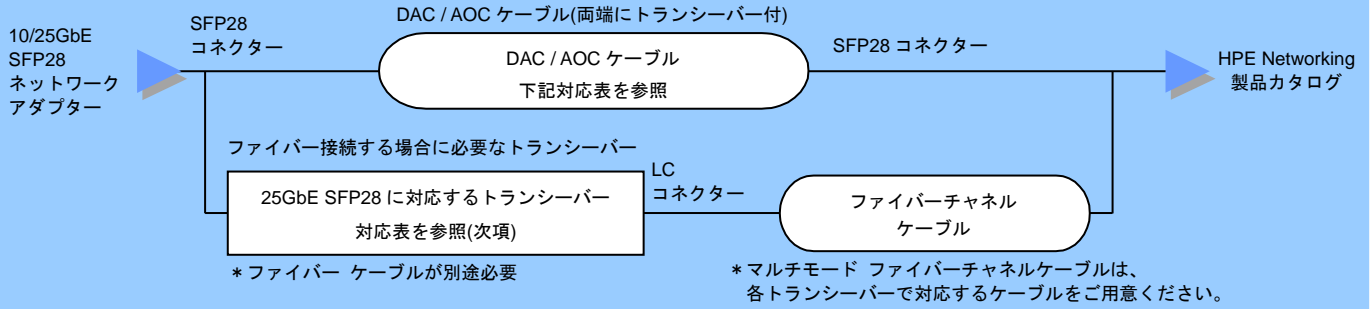 10/25GbE
SFP28
ネットワーク
アダプター
SFP28
コネクター
DAC / AOC ケーブル(両端にトランシーバー付)
DAC / AOC ケーブル
下記対応表を参照
SFP28 コネクター
HPE Networking
製品カタログ
ファイバー接続する場合に必要なトランシーバー
25GbE SFP28 に対応するトランシーバー
対応表を参照(次項)
LC
コネクター
ファイバーチャネル
ケーブル
*ファイバー ケーブルが別途必要
*マルチモード ファイバーチャネルケーブルは、
各トランシーバーで対応するケーブルをご用意ください。